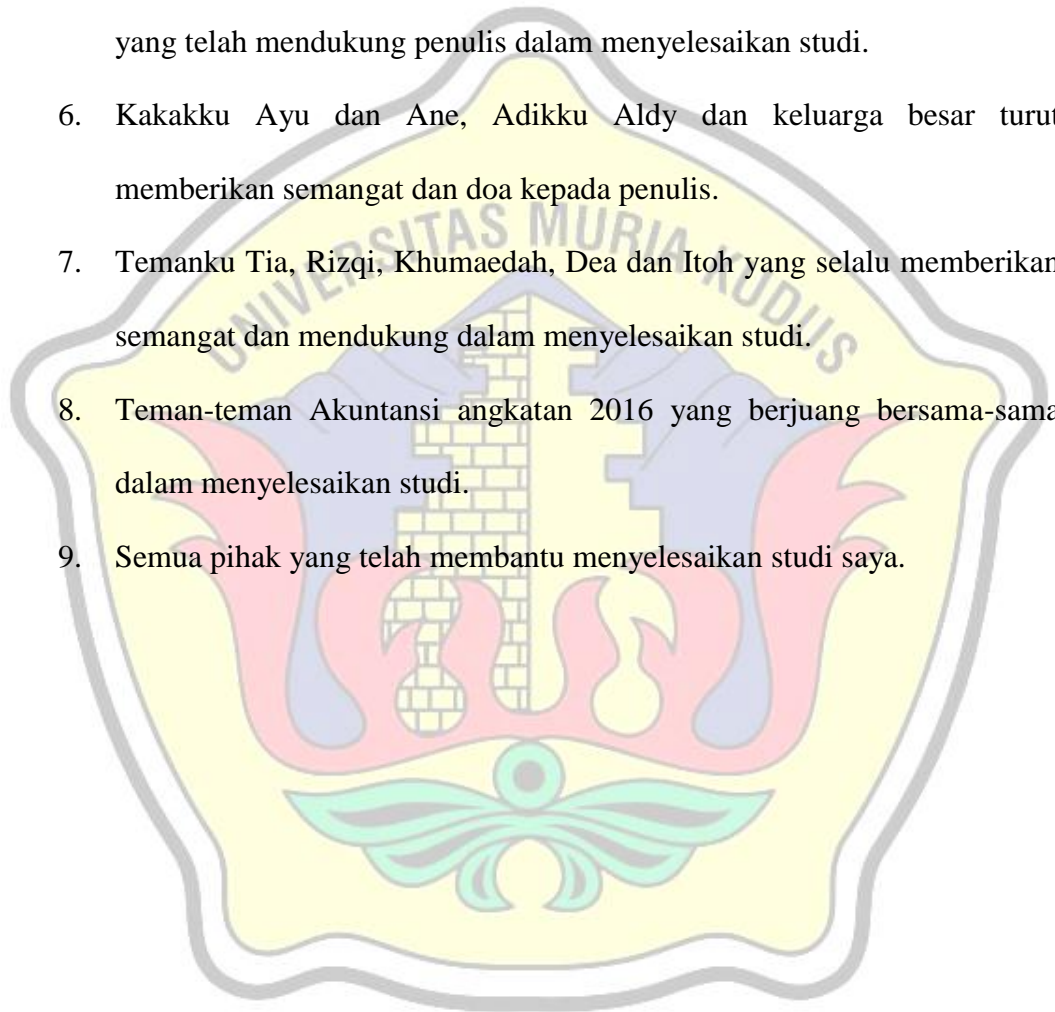 yang telah mendukung penulis dalam menyelesaikan studi.
6. Kakakku Ayu dan Ane, Adikku Aldy dan keluarga besar turut
memberikan semangat dan doa kepada penulis.
UNIVERSITAS MURIA KUDUS
7. Temanku Tia, Rizqi, Khumaedah, Dea dan Itoh yang selalu memberikan
semangat dan mendukung dalam menyelesaikan studi.
8. Teman-teman Akuntansi angkatan 2016 yang berjuang bersama-sama
dalam menyelesaikan studi.
9. Semua pihak yang telah membantu menyelesaikan studi saya.